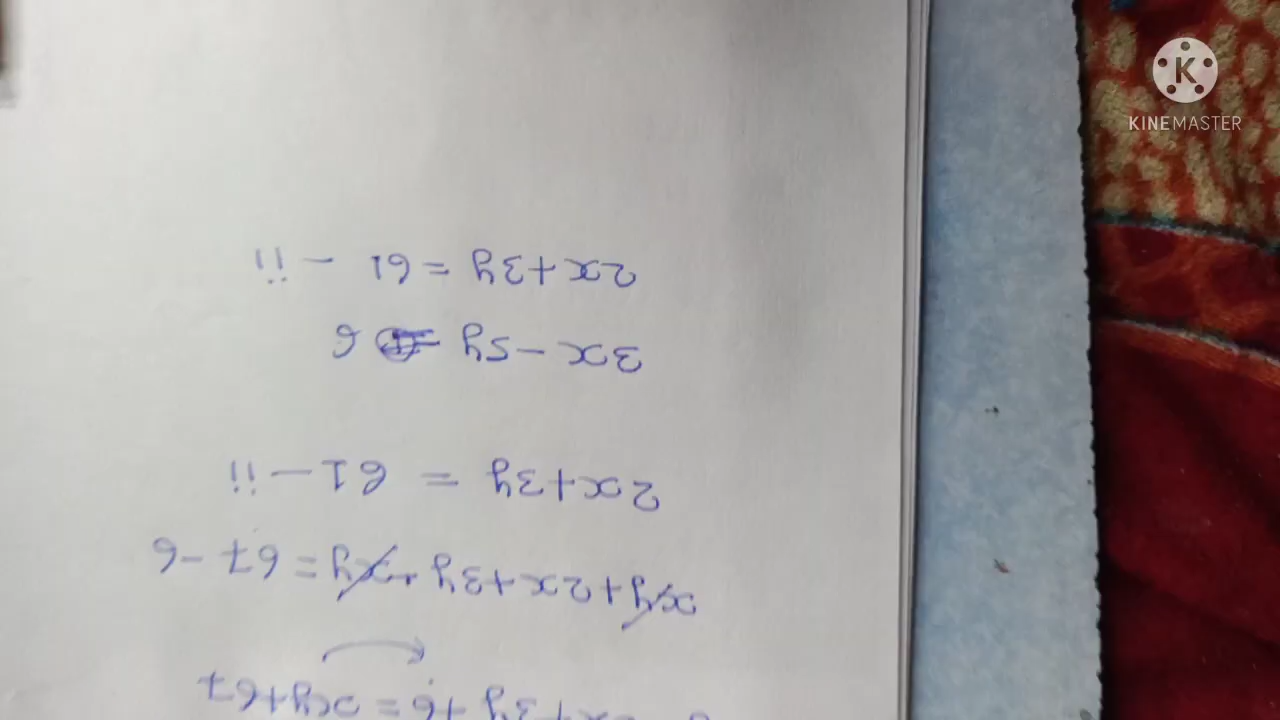 x+3y+6 = xy+67
xy+2x+3y-xy = 67-6
2x+3y = 61 - ii
3x-5y = 6
2x+3y = 61 - ii
KINEMASTER